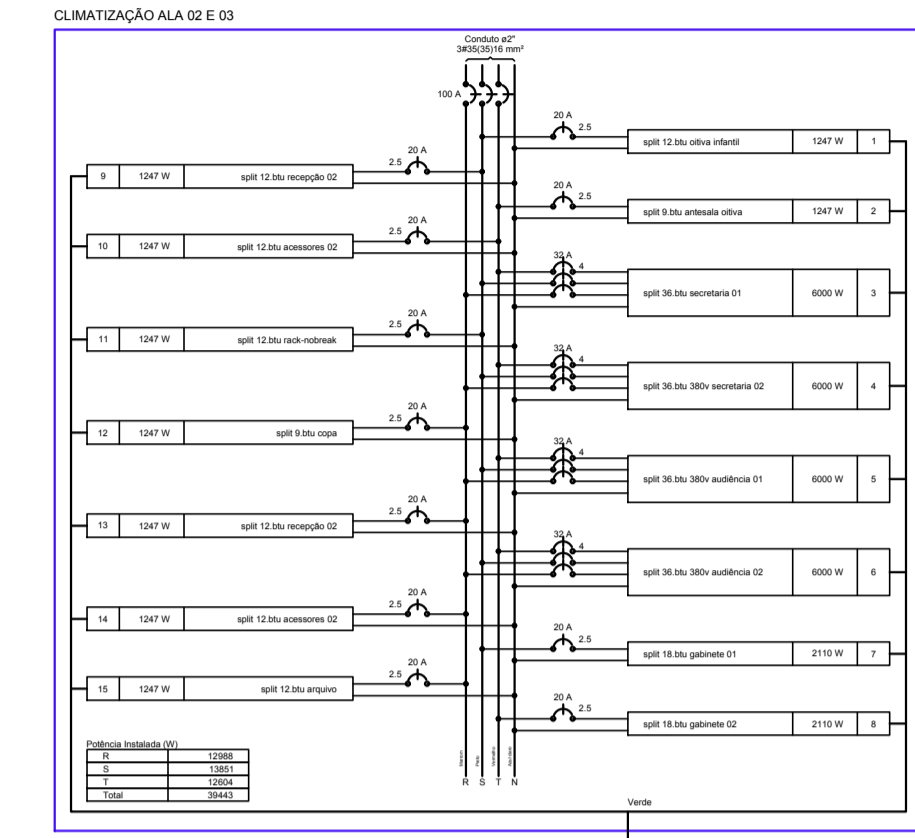 CLIMATIZAÇÃO ALA 02 E 03
Conduto ø2"
3#35(35)16 mm²
100 A
20 A
2.5
split 12.btu oitiva infantil 1247 W 1
20 A
2.5
9 1247 W split 12.btu recepção 02
20 A
2.5
split 9.btu antesala oitiva 1247 W 2
20 A
2.5
10 1247 W split 12.btu acessores 02
32 A
4
split 36.btu secretaria 01 6000 W 3
20 A
2.5
11 1247 W split 12.btu rack-nobreak
32 A
4
split 36.btu 380v secretaria 02 6000 W 4
20 A
2.5
12 1247 W split 9.btu copa
32 A
4
split 36.btu 380v audiência 01 6000 W 5
20 A
2.5
13 1247 W split 12.btu recepção 02
32 A
4
split 36.btu 380v audiência 02 6000 W 6
20 A
2.5
14 1247 W split 12.btu acessores 02
20 A
2.5
split 18.btu gabinete 01 2110 W 7
20 A
2.5
15 1247 W split 12.btu arquivo
20 A
2.5
split 18.btu gabinete 02 2110 W 8
Potência Instalada (W)
R 12988
S 13851
T 12604
Total 39443
Marrom
Preto
Vermelho
R S T N
Verde